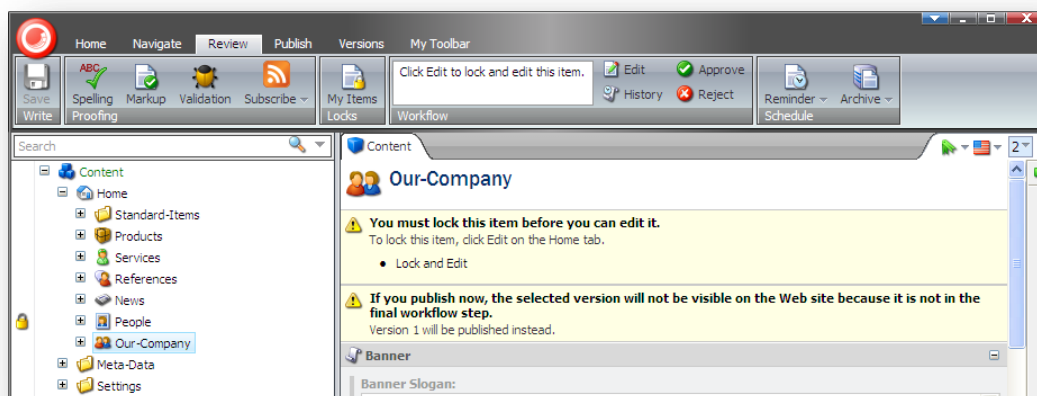 Home Navigate Review Publish Versions My Toolbar
Save
Write
ABC
Spelling Markup Validation Subscribe
Proofing
My Items
Locks
Click Edit to lock and edit this item.
Edit
History
Approve
Reject
Workflow
Reminder Archive
Schedule
Search
Content
Home
Standard-Items
Products
Services
References
News
People
Our-Company
Meta-Data
Settings
Content
2
Our-Company
You must lock this item before you can edit it.
To lock this item, click Edit on the Home tab.
• Lock and Edit
If you publish now, the selected version will not be visible on the Web site because it is not in the
final workflow step.
Version 1 will be published instead.
Banner
Banner Slogan: